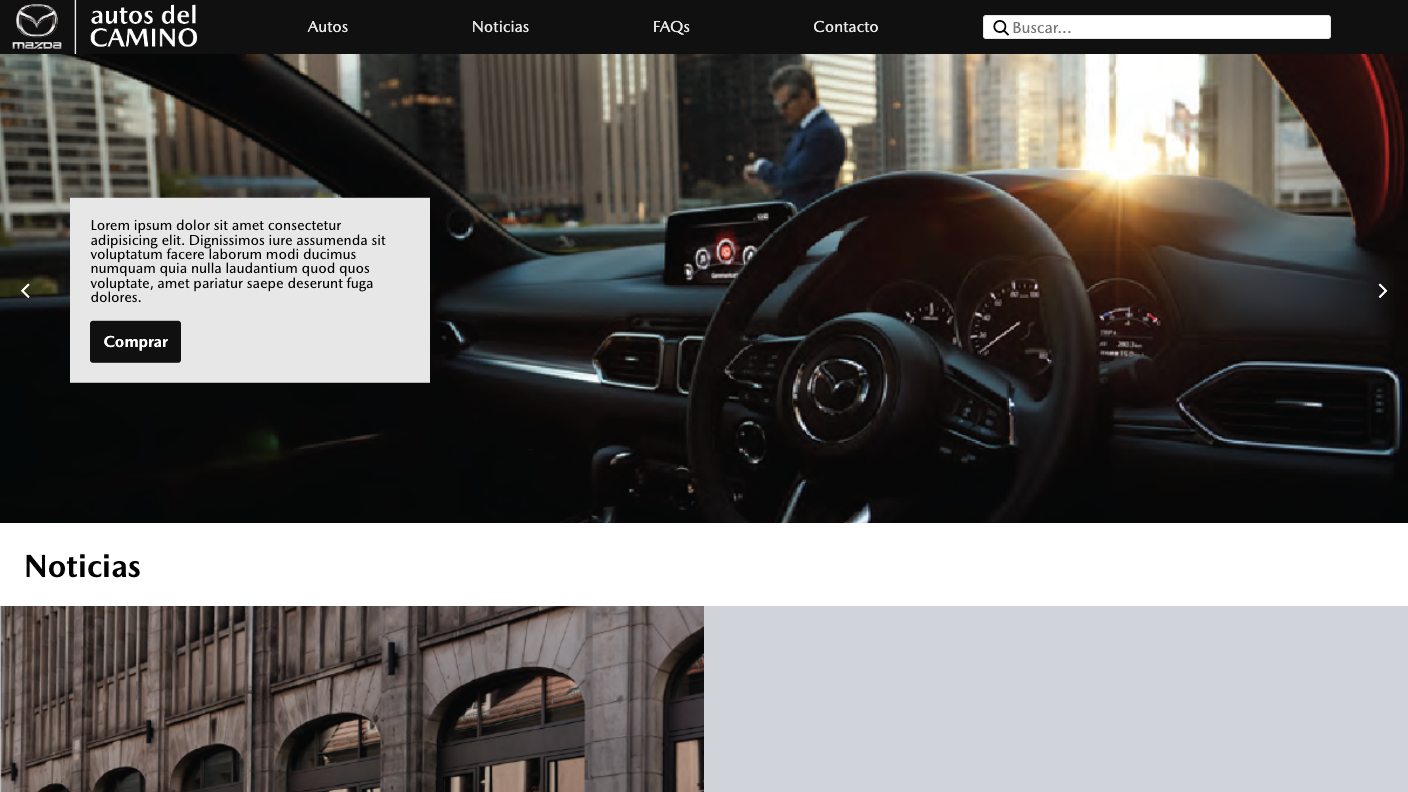 mazda
autos del
CAMINO
Autos
Noticias
FAQs
Contacto
Buscar...
Lorem ipsum dolor sit amet consectetur
adipisicing elit. Dignissimos iure assumenda sit
voluptatum facere laborum modi ducimus
numquam quia nulla laudantium quod quos
voluptate, amet pariatur saepe deserunt fuga
dolores.
Comprar
Noticias